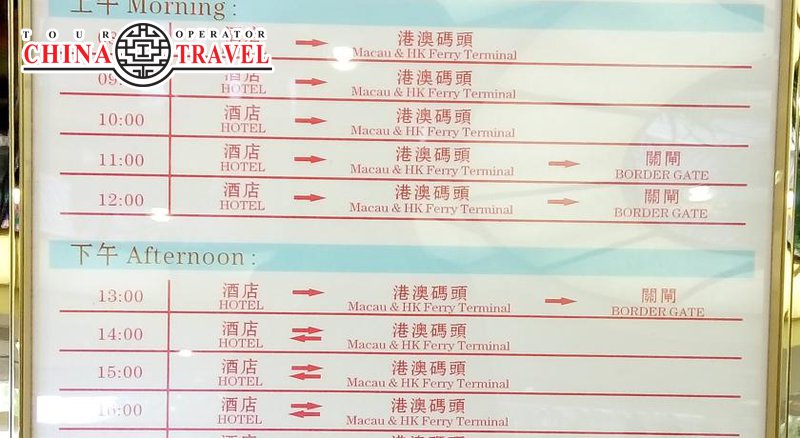 上午 Morning :
TOUR OPERATOR
CHINA TRAVEL
港澳碼頭
Macau & HK Ferry Terminal
酒店 → 港澳碼頭
HOTEL Macau & HK Ferry Terminal
10:00 酒店 → 港澳碼頭
HOTEL Macau & HK Ferry Terminal
11:00 酒店 → 港澳碼頭 → 關閘
HOTEL Macau & HK Ferry Terminal BORDER GATE
12:00 酒店 → 港澳碼頭 → 關閘
HOTEL Macau & HK Ferry Terminal BORDER GATE
下午 Afternoon :
13:00 酒店 → 港澳碼頭 → 關閘
HOTEL Macau & HK Ferry Terminal BORDER GATE
14:00 酒店 ⇄ 港澳碼頭
HOTEL Macau & HK Ferry Terminal
15:00 酒店 ⇄ 港澳碼頭
HOTEL Macau & HK Ferry Terminal
16:00 酒店 ⇄ 港澳碼頭
HOTEL Macau & HK Ferry Terminal